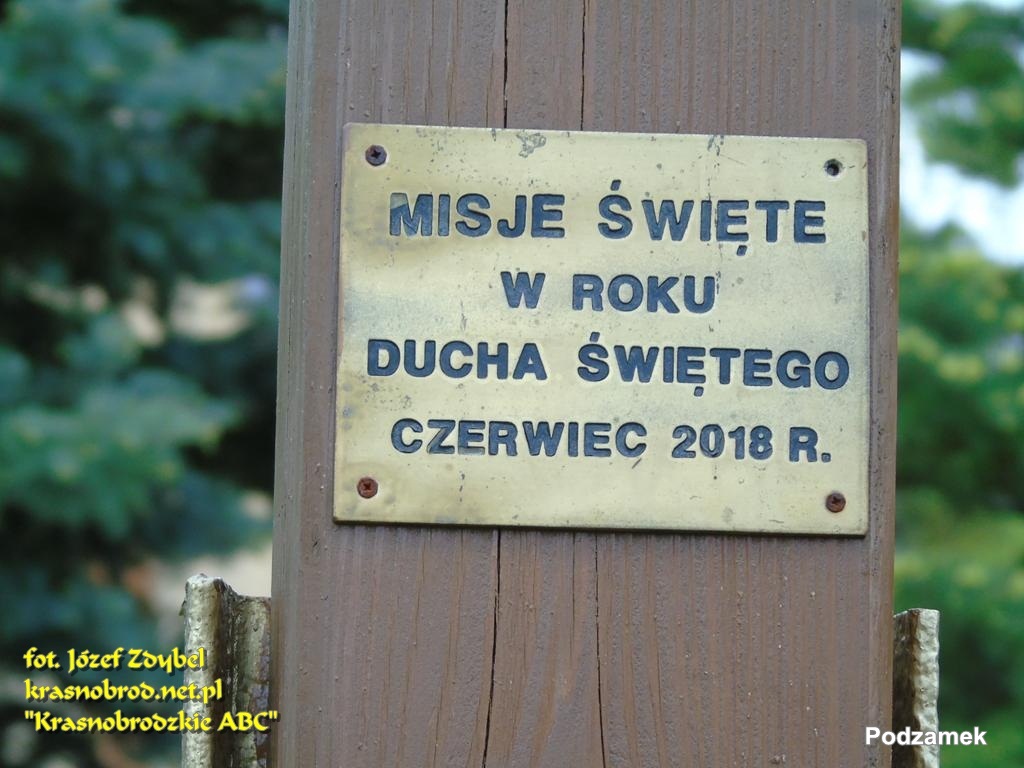 MISJE ŚWIĘTE
W ROKU
DUCHA ŚWIĘTEGO
CZERWIEC 2018 R.
fot. Józef Zdybel
krasnobrod.net.pl
"Krasnobrodzkie ABC"
Podzamek